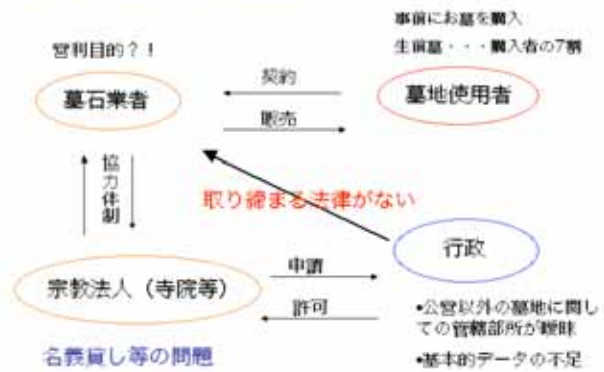 事前にお墓を購入
営利目的？！
生前墓・・・購入者の7割
契約
墓石業者
墓地使用者
販売
協力体制
取り締まる法律がない
行政
申請
宗教法人（寺院等）
許可
•公営以外の墓地に関し
ての管轄部所が曖昧
名義貸し等の問題
•基本的データの不足